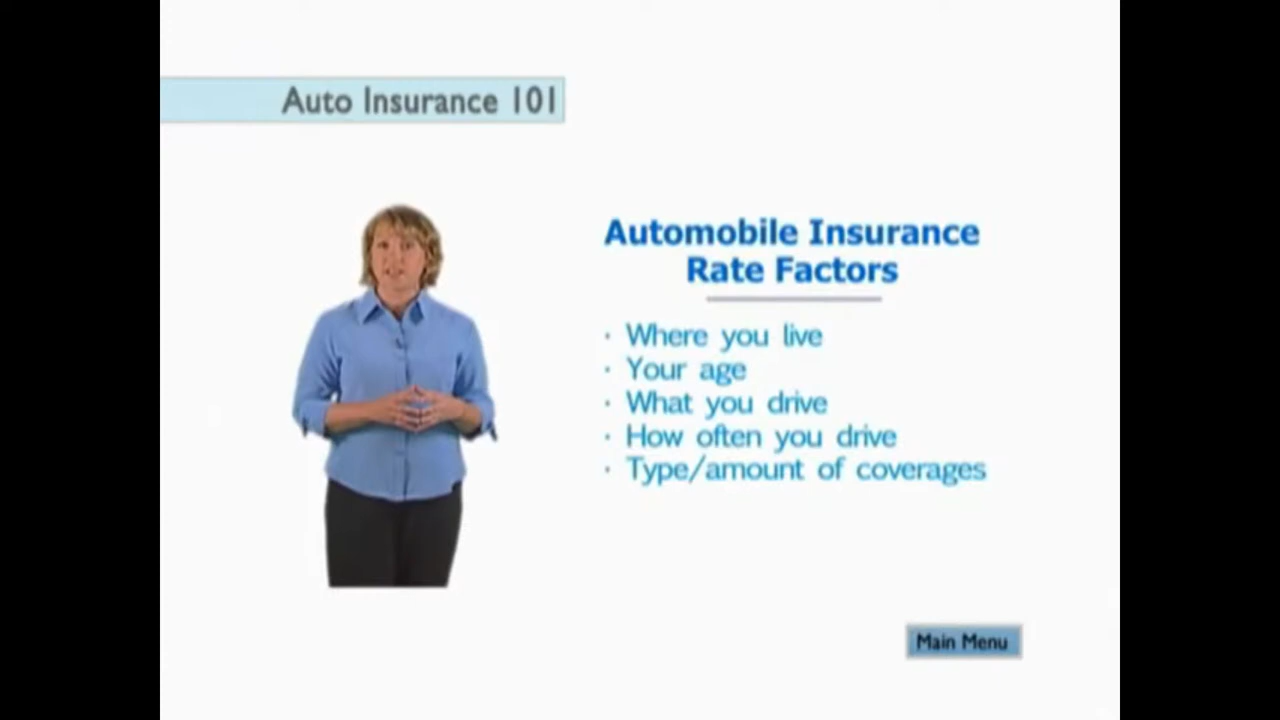 Auto Insurance 101
Automobile Insurance
Rate Factors
· Where you live
· Your age
· What you drive
· How often you drive
· Type/amount of coverages
Main Menu